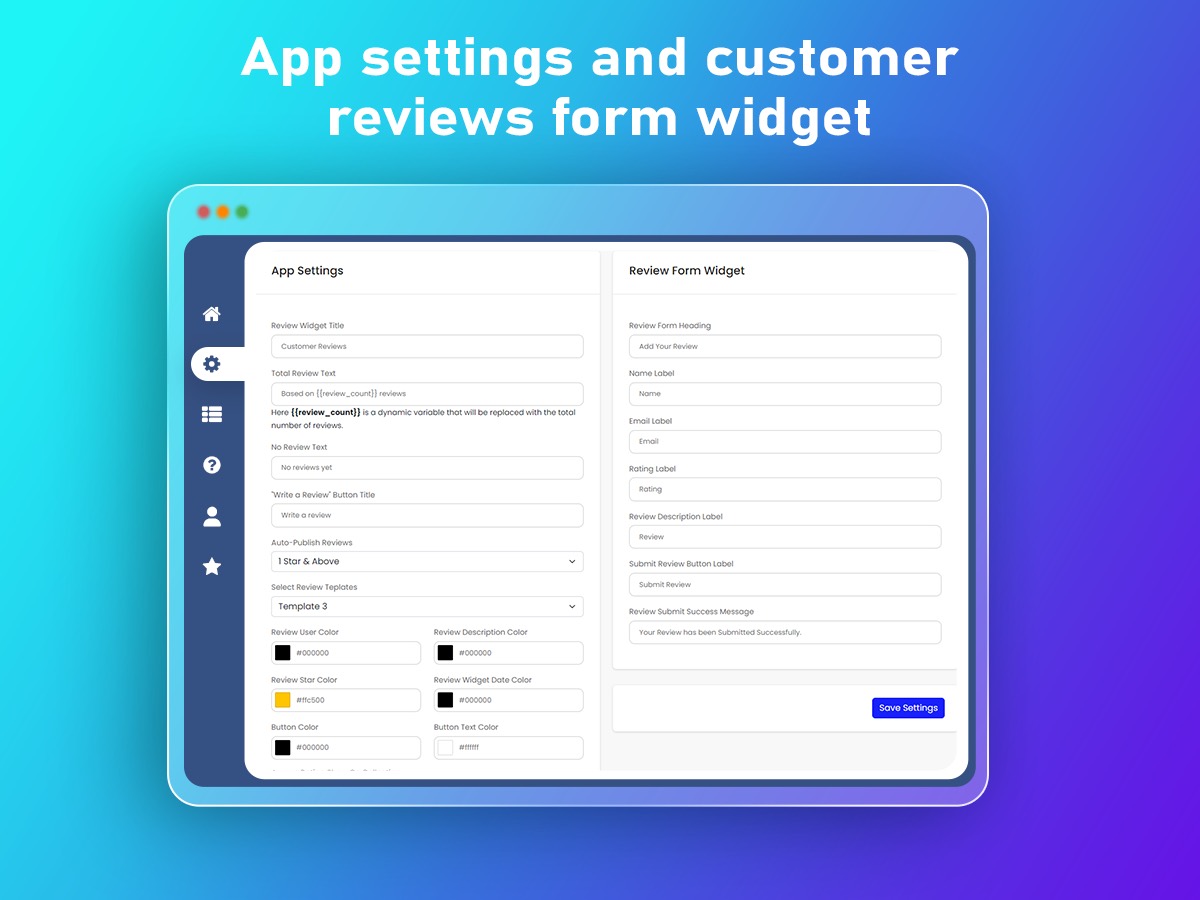 App settings and customer
reviews form widget
App Settings
Review Widget Title
Customer Reviews
Total Review Text
Based on {{review_count}} reviews
Here {{review_count}} is a dynamic variable that will be replaced with the total
number of reviews.
No Review Text
No reviews yet
"Write a Review" Button Title
Write a review
Auto-Publish Reviews
1 Star & Above
Select Review Teplates
Template 3
Review User Color
Review Description Color
#000000
#000000
Review Star Color
Review Widget Date Color
#ffc500
#000000
Button Color
Button Text Color
#000000
#ffffff
Review Form Widget
Review Form Heading
Add Your Review
Name Label
Name
Email Label
Email
Rating Label
Rating
Review Description Label
Review
Submit Review Button Label
Submit Review
Review Submit Success Message
Your Review has been Submitted Successfully.
Save Settings